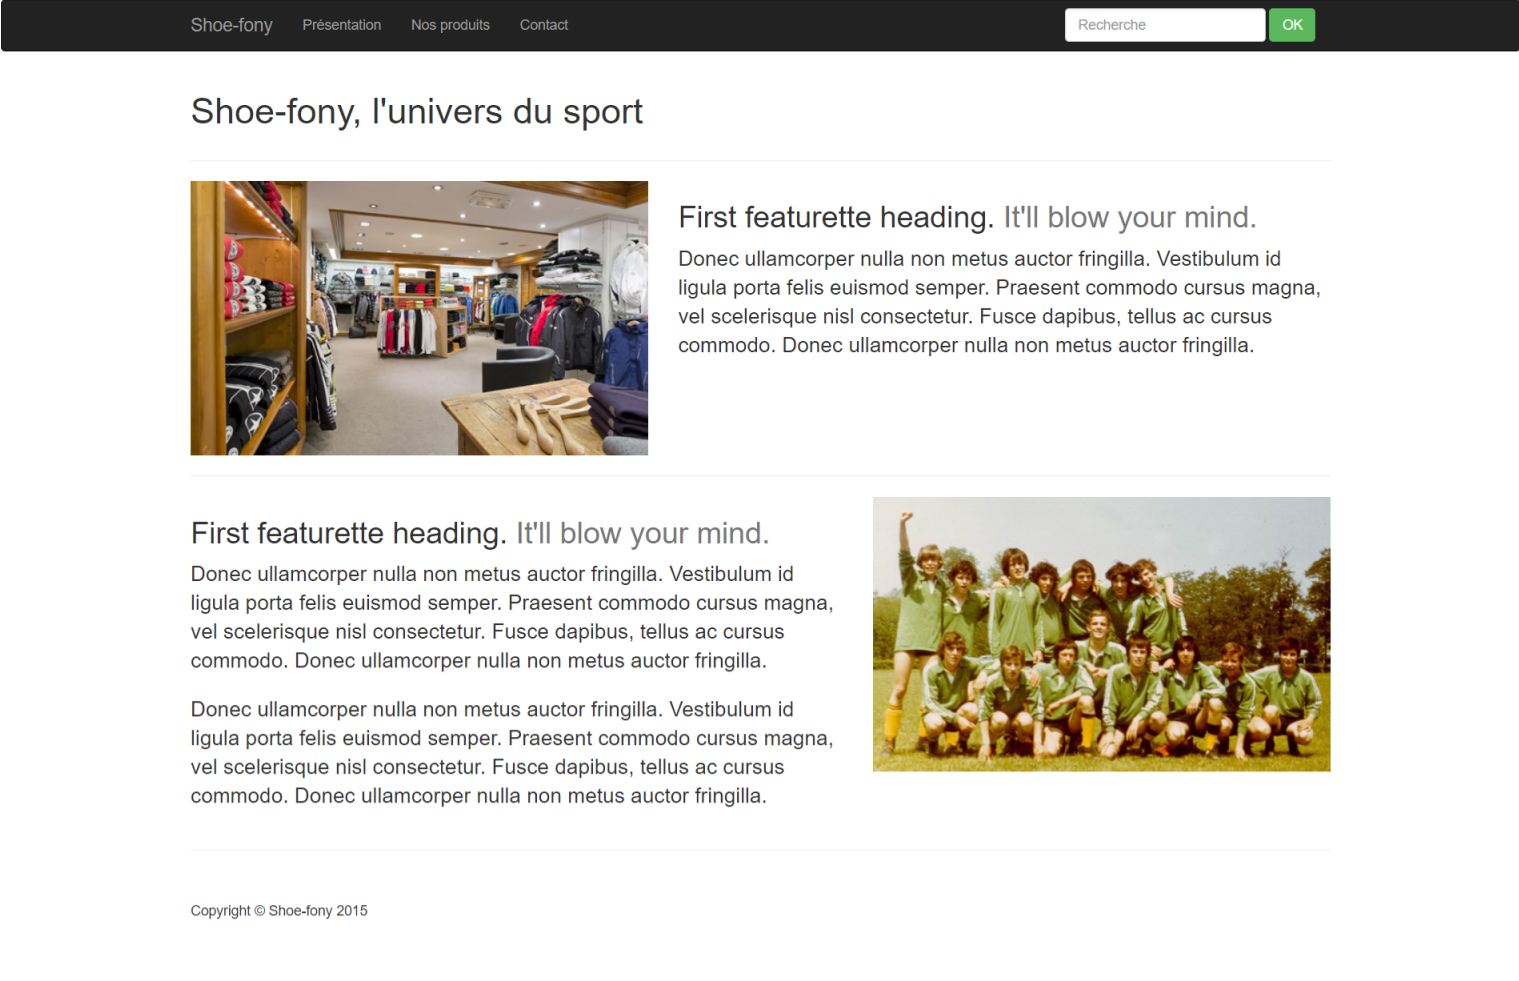 Shoe-fony Présentation Nos produits Contact Recherche OK
Shoe-fony, l'univers du sport
First featurette heading. It'll blow your mind.
Donec ullamcorper nulla non metus auctor fringilla. Vestibulum id
ligula porta felis euismod semper. Praesent commodo cursus magna,
vel scelerisque nisl consectetur. Fusce dapibus, tellus ac cursus
commodo. Donec ullamcorper nulla non metus auctor fringilla.
First featurette heading. It'll blow your mind.
Donec ullamcorper nulla non metus auctor fringilla. Vestibulum id
ligula porta felis euismod semper. Praesent commodo cursus magna,
vel scelerisque nisl consectetur. Fusce dapibus, tellus ac cursus
commodo. Donec ullamcorper nulla non metus auctor fringilla.
Donec ullamcorper nulla non metus auctor fringilla. Vestibulum id
ligula porta felis euismod semper. Praesent commodo cursus magna,
vel scelerisque nisl consectetur. Fusce dapibus, tellus ac cursus
commodo. Donec ullamcorper nulla non metus auctor fringilla.
Copyright © Shoe-fony 2015